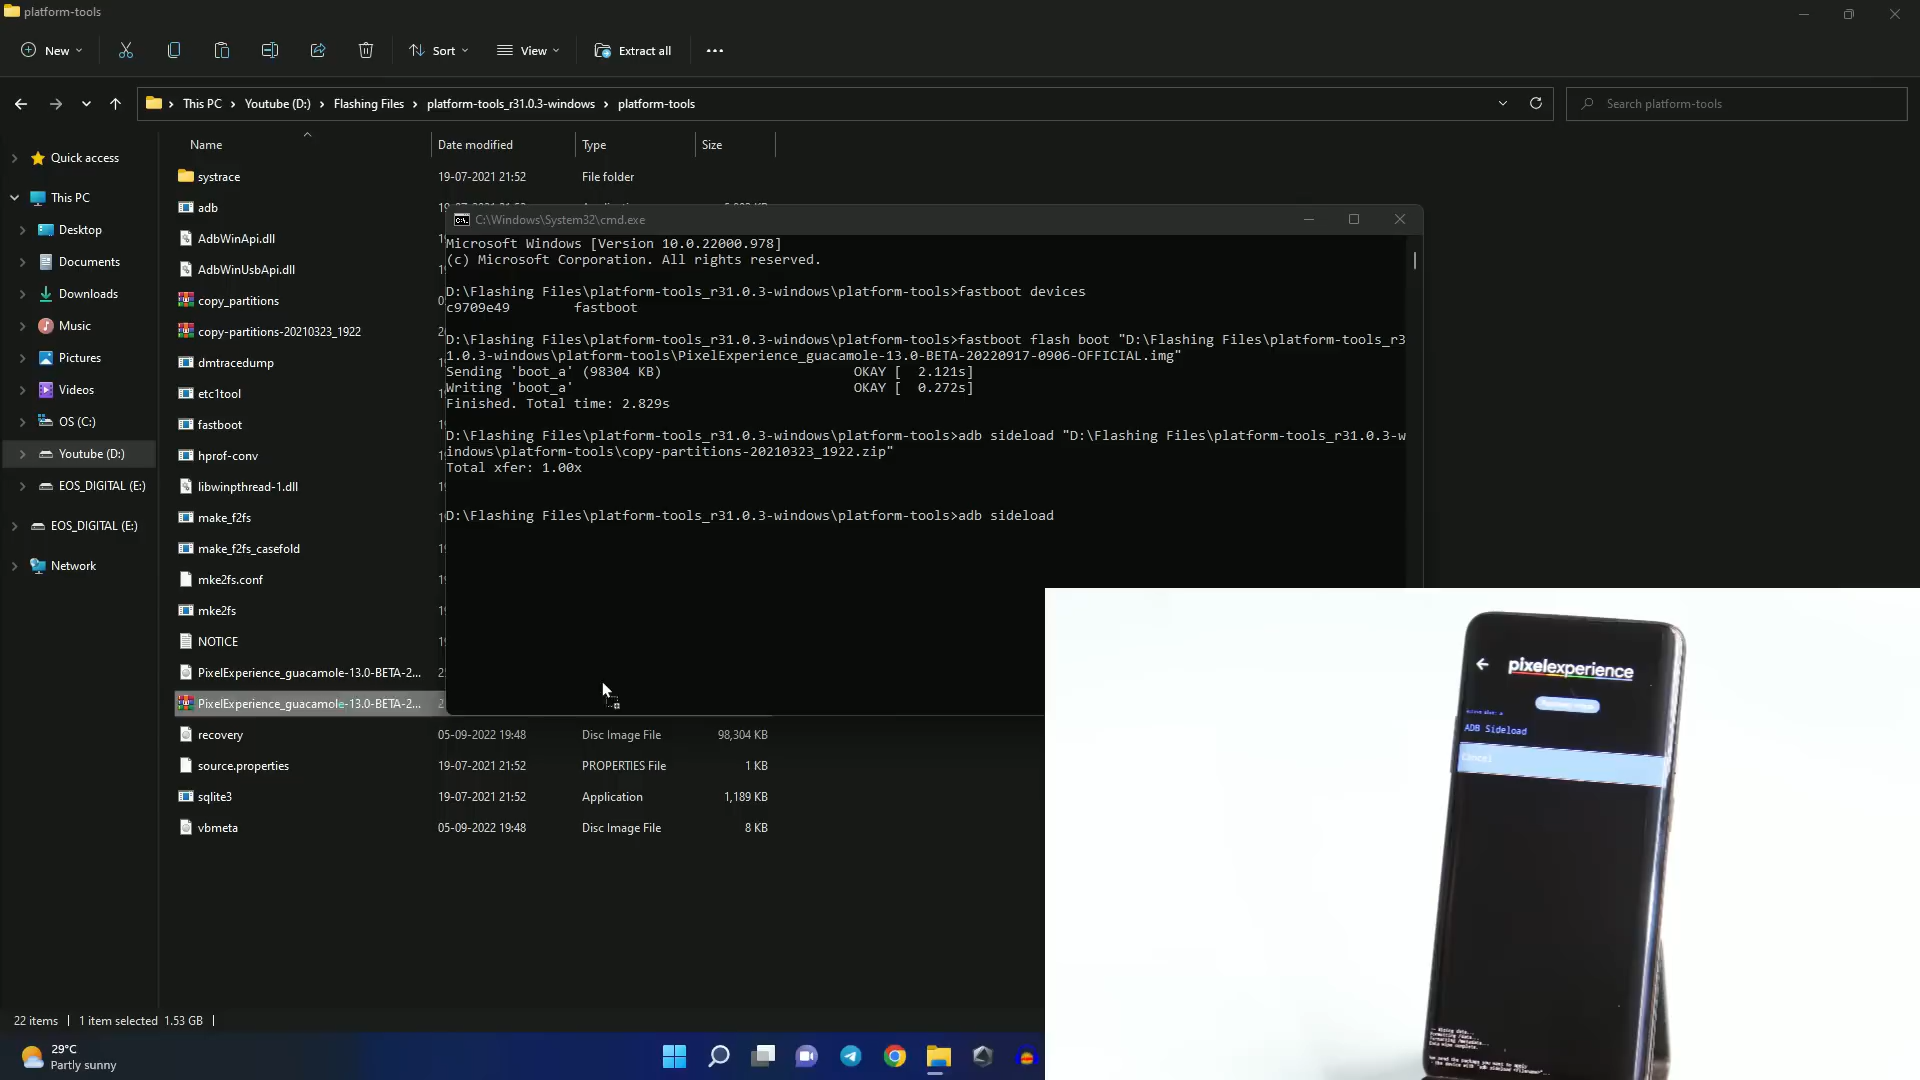 platform-tools
New
Sort
View
Extract all
This PC
Youtube (D:)
Flashing Files
platform-tools_r31.0.3-windows
platform-tools
Search platform-tools
Name
Date modified
Type
Size
Quick access
This PC
Desktop
Documents
Downloads
Music
Pictures
Videos
OS (C:)
Youtube (D:)
EOS_DIGITAL (E:)
EOS_DIGITAL (E:)
Network
systrace 19-07-2021 21:52 File folder
adb
AdbWinApi.dll
AdbWinUsbApi.dll
copy_partitions
copy-partitions-20210323_1922
dmtracedump
etc1tool
fastboot
hprof-conv
libwinpthread-1.dll
make_f2fs
make_f2fs_casefold
mke2fs.conf
mke2fs
NOTICE
PixelExperience_guacamole-13.0-BETA-2...
PixelExperience_guacamole-13.0-BETA-2...
recovery 05-09-2022 19:48 Disc Image File 98,304 KB
source.properties 19-07-2021 21:52 PROPERTIES File 1 KB
sqlite3 19-07-2021 21:52 Application 1,189 KB
vbmeta 05-09-2022 19:48 Disc Image File 8 KB
C:\Windows\System32\cmd.exe
Microsoft Windows [Version 10.0.22000.978]
(c) Microsoft Corporation. All rights reserved.
D:\Flashing Files\platform-tools_r31.0.3-windows\platform-tools>fastboot devices
c9709e49 fastboot
D:\Flashing Files\platform-tools_r31.0.3-windows\platform-tools>fastboot flash boot "D:\Flashing Files\platform-tools_r3
1.0.3-windows\platform-tools\PixelExperience_guacamole-13.0-BETA-20220917-0906-OFFICIAL.img"
Sending 'boot_a' (98304 KB) OKAY [ 2.121s]
Writing 'boot_a' OKAY [ 0.272s]
Finished. Total time: 2.829s
D:\Flashing Files\platform-tools_r31.0.3-windows\platform-tools>adb sideload "D:\Flashing Files\platform-tools_r31.0.3-w
indows\platform-tools\copy-partitions-20210323_1922.zip"
Total xfer: 1.00x
D:\Flashing Files\platform-tools_r31.0.3-windows\platform-tools>adb sideload
pixelexperience
ADB Sideload
Cancel
22 items
1 item selected 1.53 GB
29°C
Partly sunny